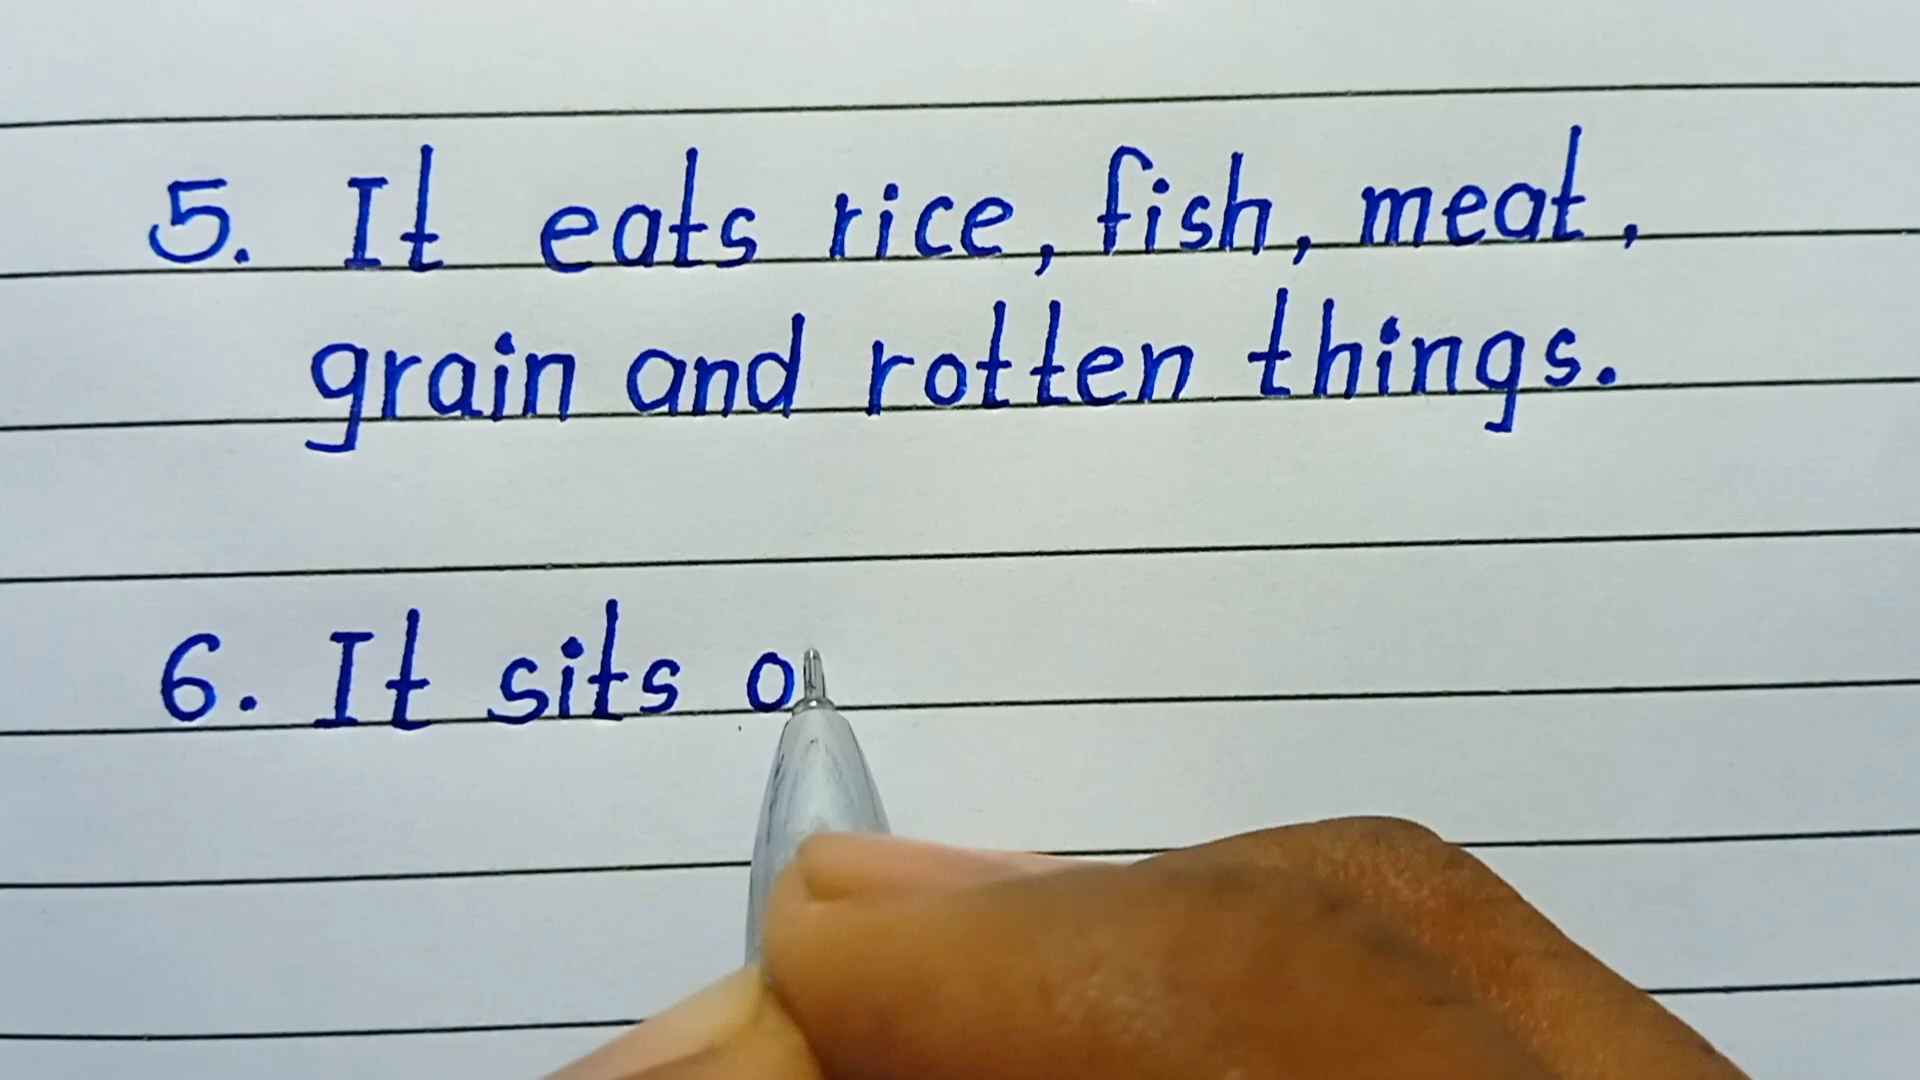 5. It eats rice, fish, meat,
grain and rotten things.
6. It sits o